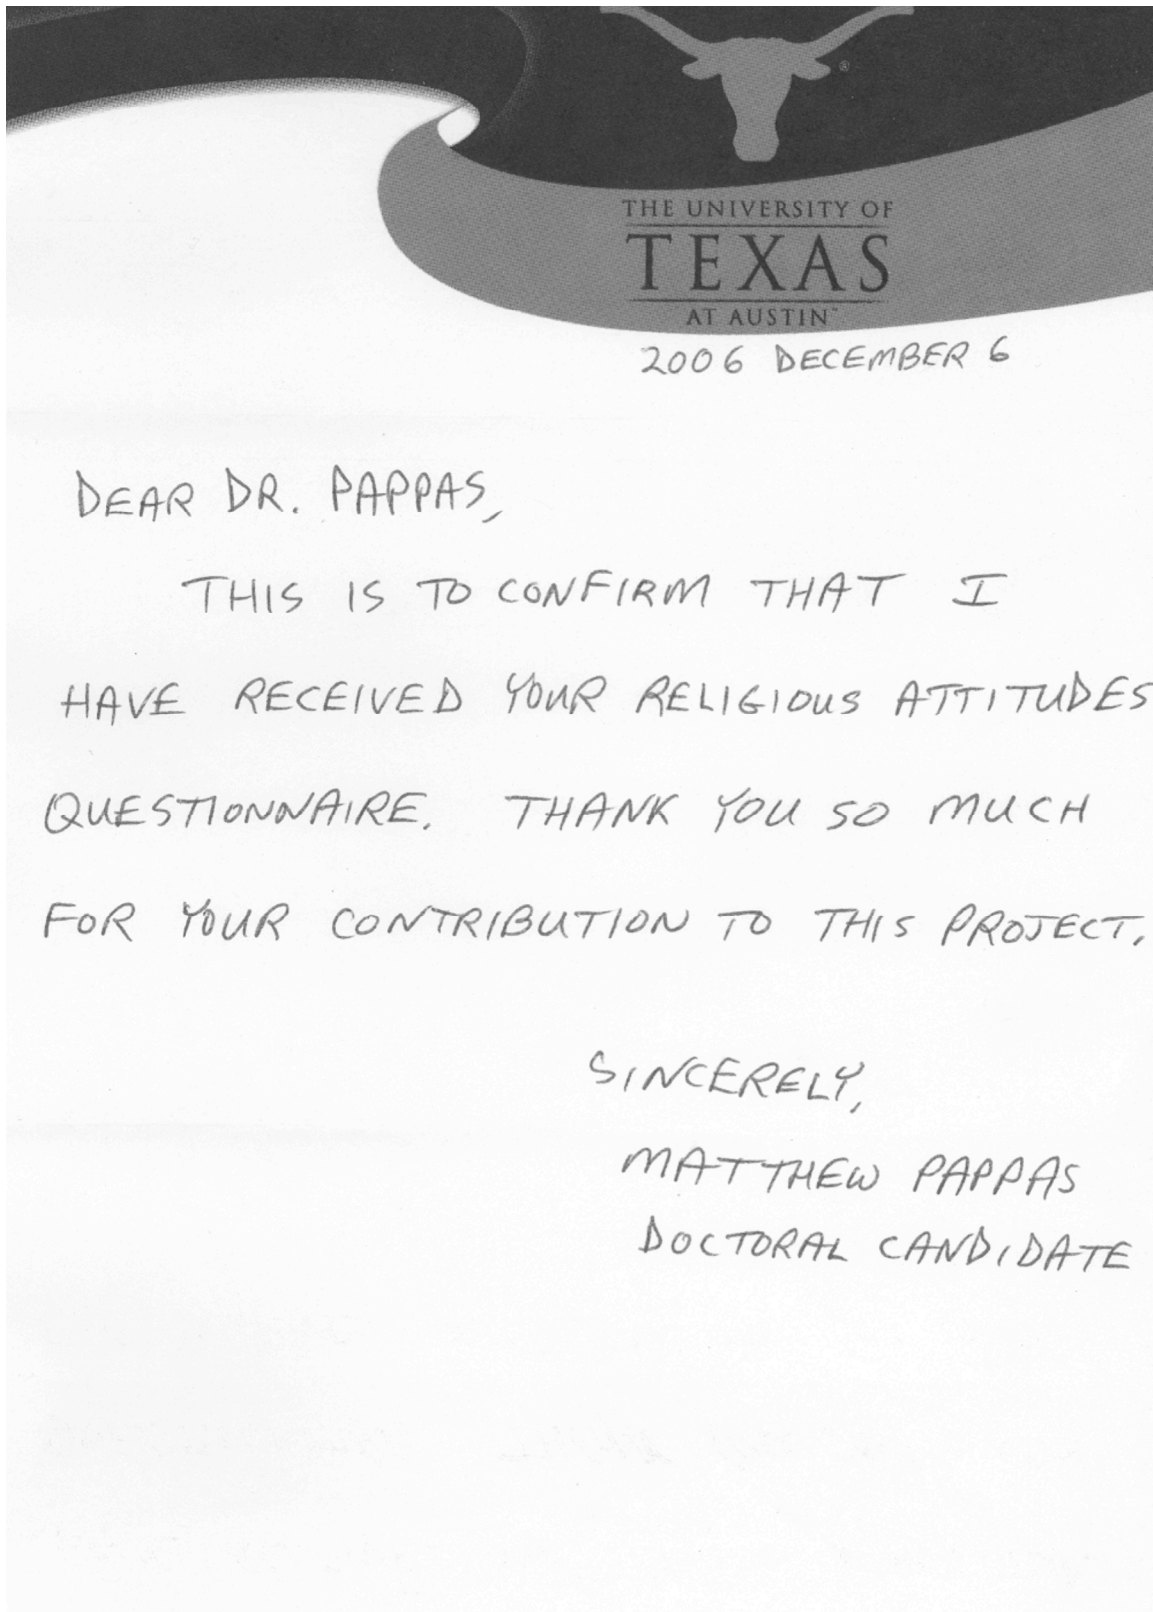 THE UNIVERSITY OF
TEXAS
AT AUSTIN™
2006 DECEMBER 6
DEAR DR. PAPPAS,
THIS IS TO CONFIRM THAT I
HAVE RECEIVED YOUR RELIGIOUS ATTITUDES
QUESTIONNAIRE. THANK YOU SO MUCH
FOR YOUR CONTRIBUTION TO THIS PROJECT.
SINCERELY,
MATTHEW PAPPAS
DOCTORAL CANDIDATE